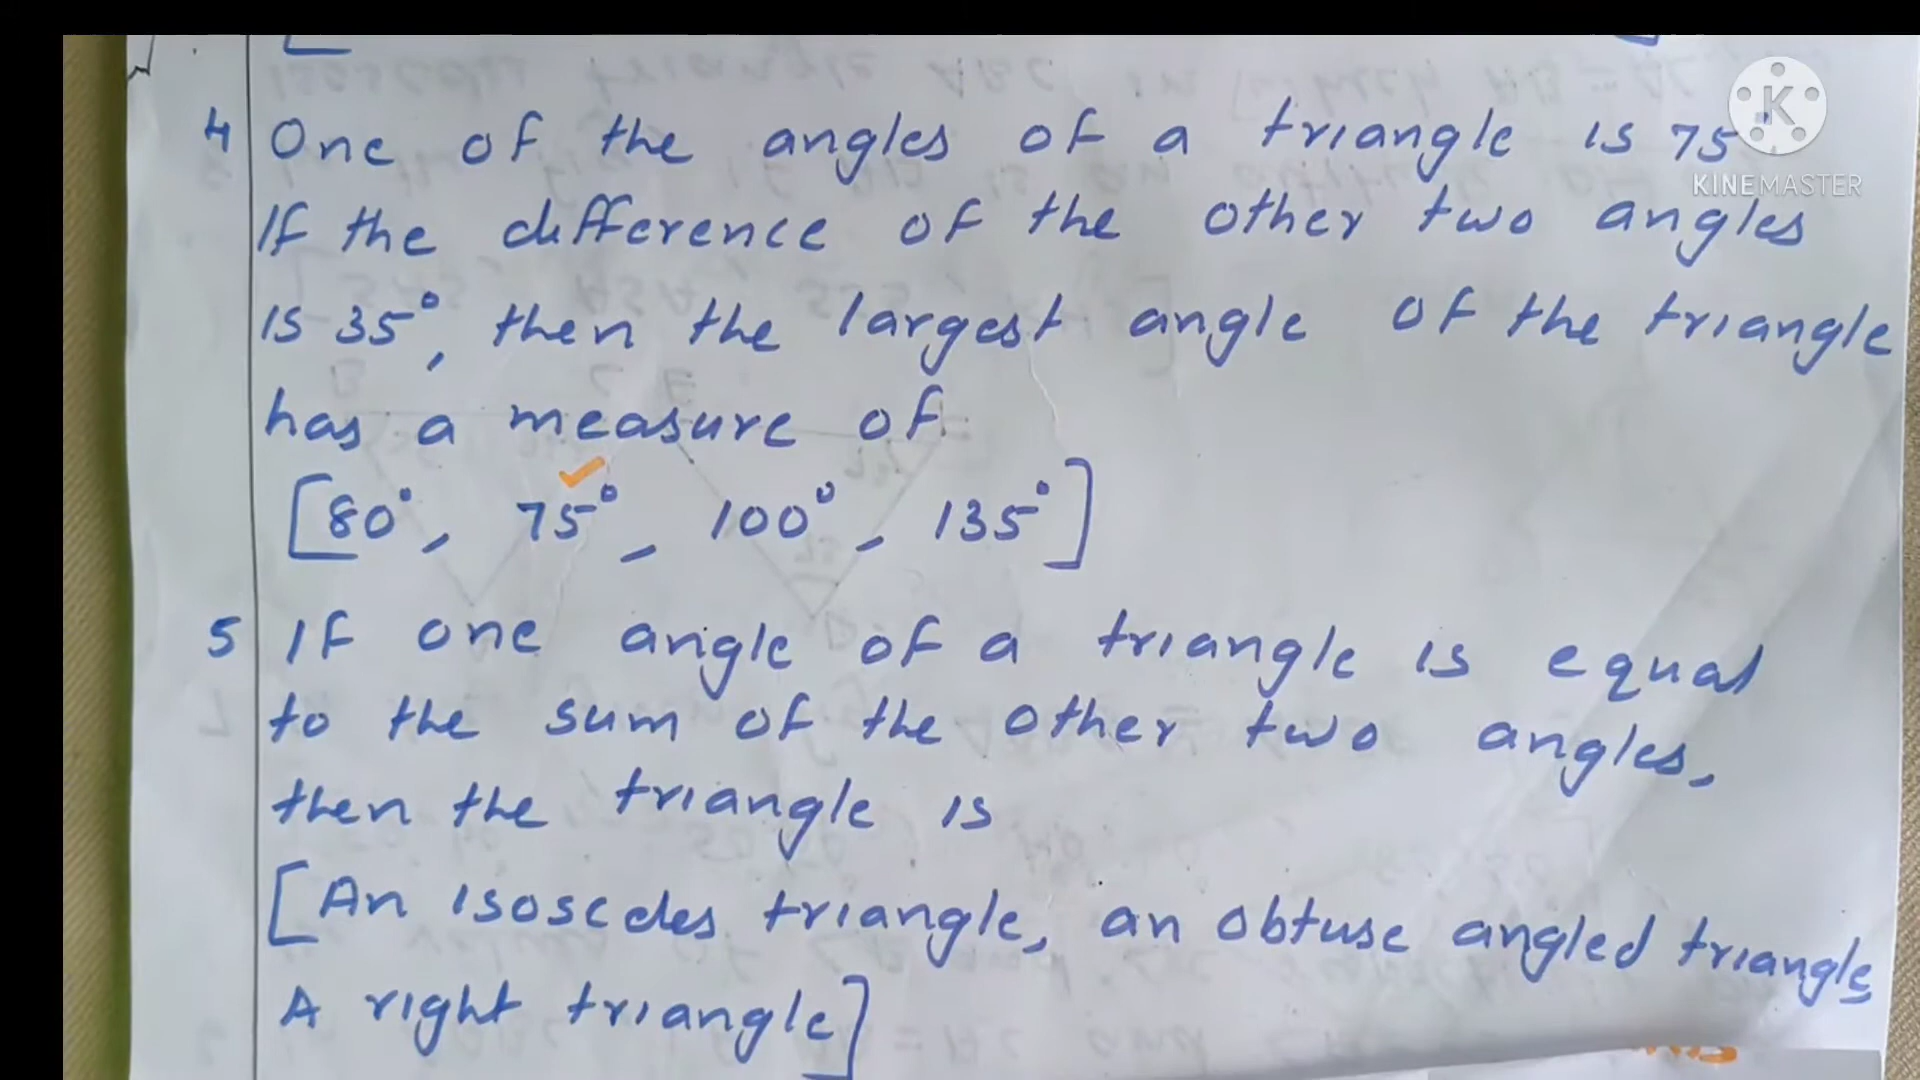 4 One of the angles of a triangle is 75°
KINEMASTER
If the difference of the other two angles
is 35°, then the largest angle of the triangle
has a measure of
[80°, 75°, 100°, 135°]
5 If one angle of a triangle is equal
to the sum of the other two angles,
then the triangle is
[An isosceles triangle, an obtuse angled triangle
A right triangle]